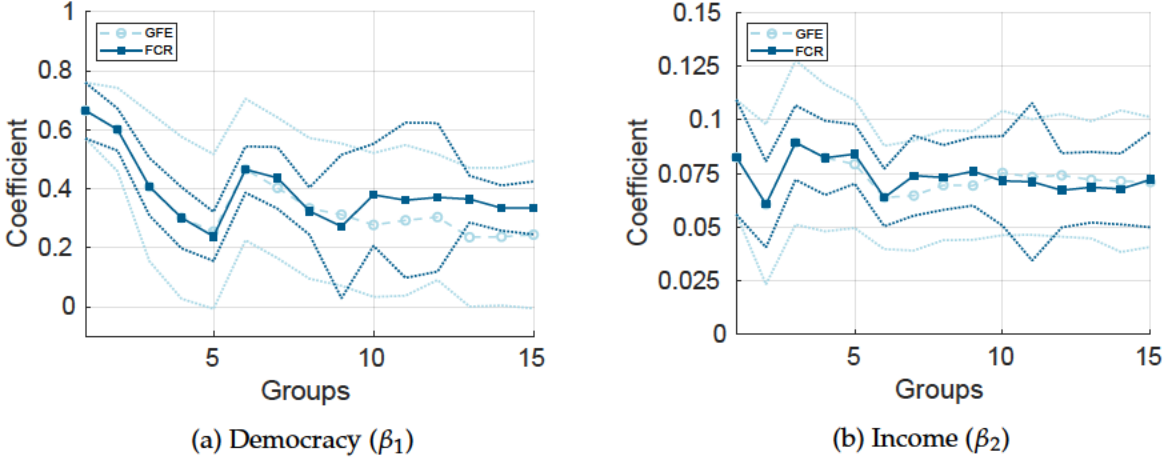 1
0.8
0.6
0.4
0.2
0
Coefficient
GFE
FCR
5
10
15
Groups
(a) Democracy (β₁)
0.15
0.125
0.1
0.075
0.05
0.025
0
Coefficient
GFE
FCR
5
10
15
Groups
(b) Income (β₂)